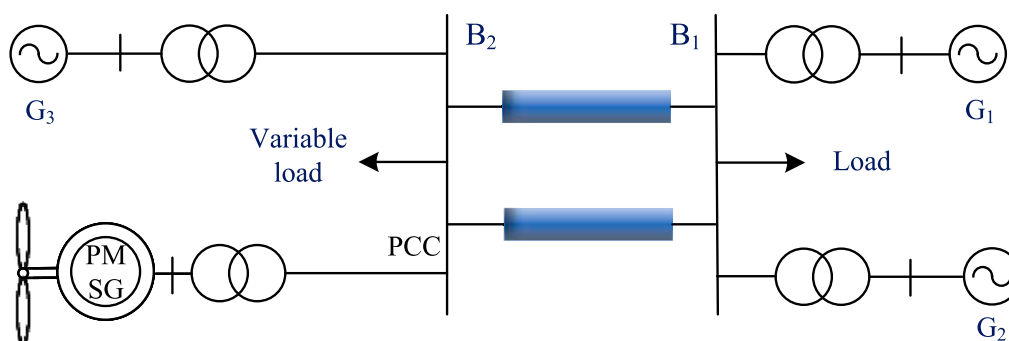 B₂
B₁
G₃
G₁
Variable
load
Load
PCC
PM
SG
G₂